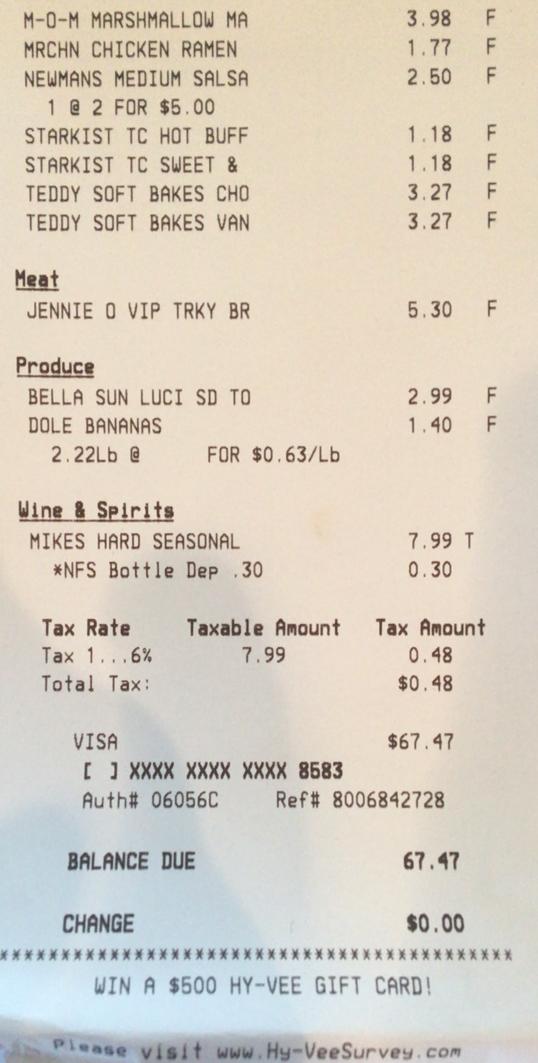 M-O-M MARSHMALLOW MA 3.98 F
MRCHN CHICKEN RAMEN 1.77 F
NEWMANS MEDIUM SALSA 2.50 F
1 @ 2 FOR $5.00
STARKIST TC HOT BUFF 1.18 F
STARKIST TC SWEET & 1.18 F
TEDDY SOFT BAKES CHO 3.27 F
TEDDY SOFT BAKES VAN 3.27 F
Meat
JENNIE O VIP TRKY BR 5.30 F
Produce
BELLA SUN LUCI SD TO 2.99 F
DOLE BANANAS 1.40 F
2.22Lb @ FOR $0.63/Lb
Wine & Spirits
MIKES HARD SEASONAL 7.99 T
*NFS Bottle Dep .30 0.30
Tax Rate Taxable Amount Tax Amount
Tax 1...6% 7.99 0.48
Total Tax: $0.48
VISA $67.47
[ ] XXXX XXXX XXXX 8583
Auth# 06056C Ref# 8006842728
BALANCE DUE 67.47
CHANGE $0.00
********************************************
WIN A $500 HY-VEE GIFT CARD!
Please visit www.Hy-VeeSurvey.com